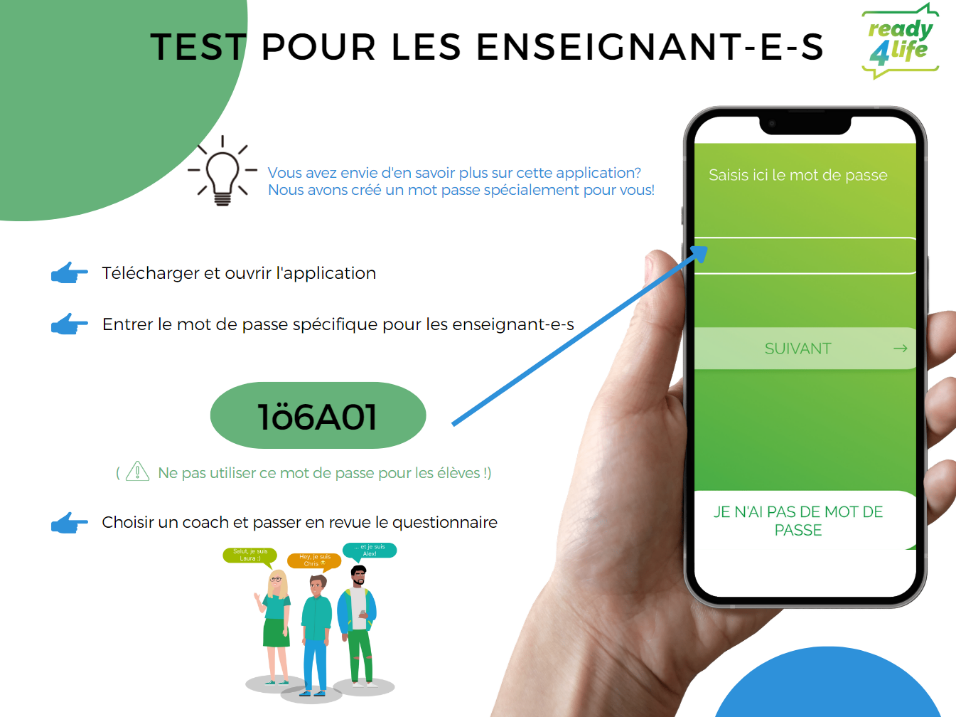 TEST POUR LES ENSEIGNANT-E-S
ready
4life
Vous avez envie d'en savoir plus sur cette application?
Nous avons créé un mot passe spécialement pour vous!
Saisis ici le mot de passe
Télécharger et ouvrir l'application
Entrer le mot de passe spécifique pour les enseignant-e-s
SUIVANT
1ö6A01
( Ne pas utiliser ce mot de passe pour les élèves !)
JE N'AI PAS DE MOT DE
PASSE
Choisir un coach et passer en revue le questionnaire
Salut, je suis
Laura :)
Hey, je suis
Chris
... et je suis
Alex!